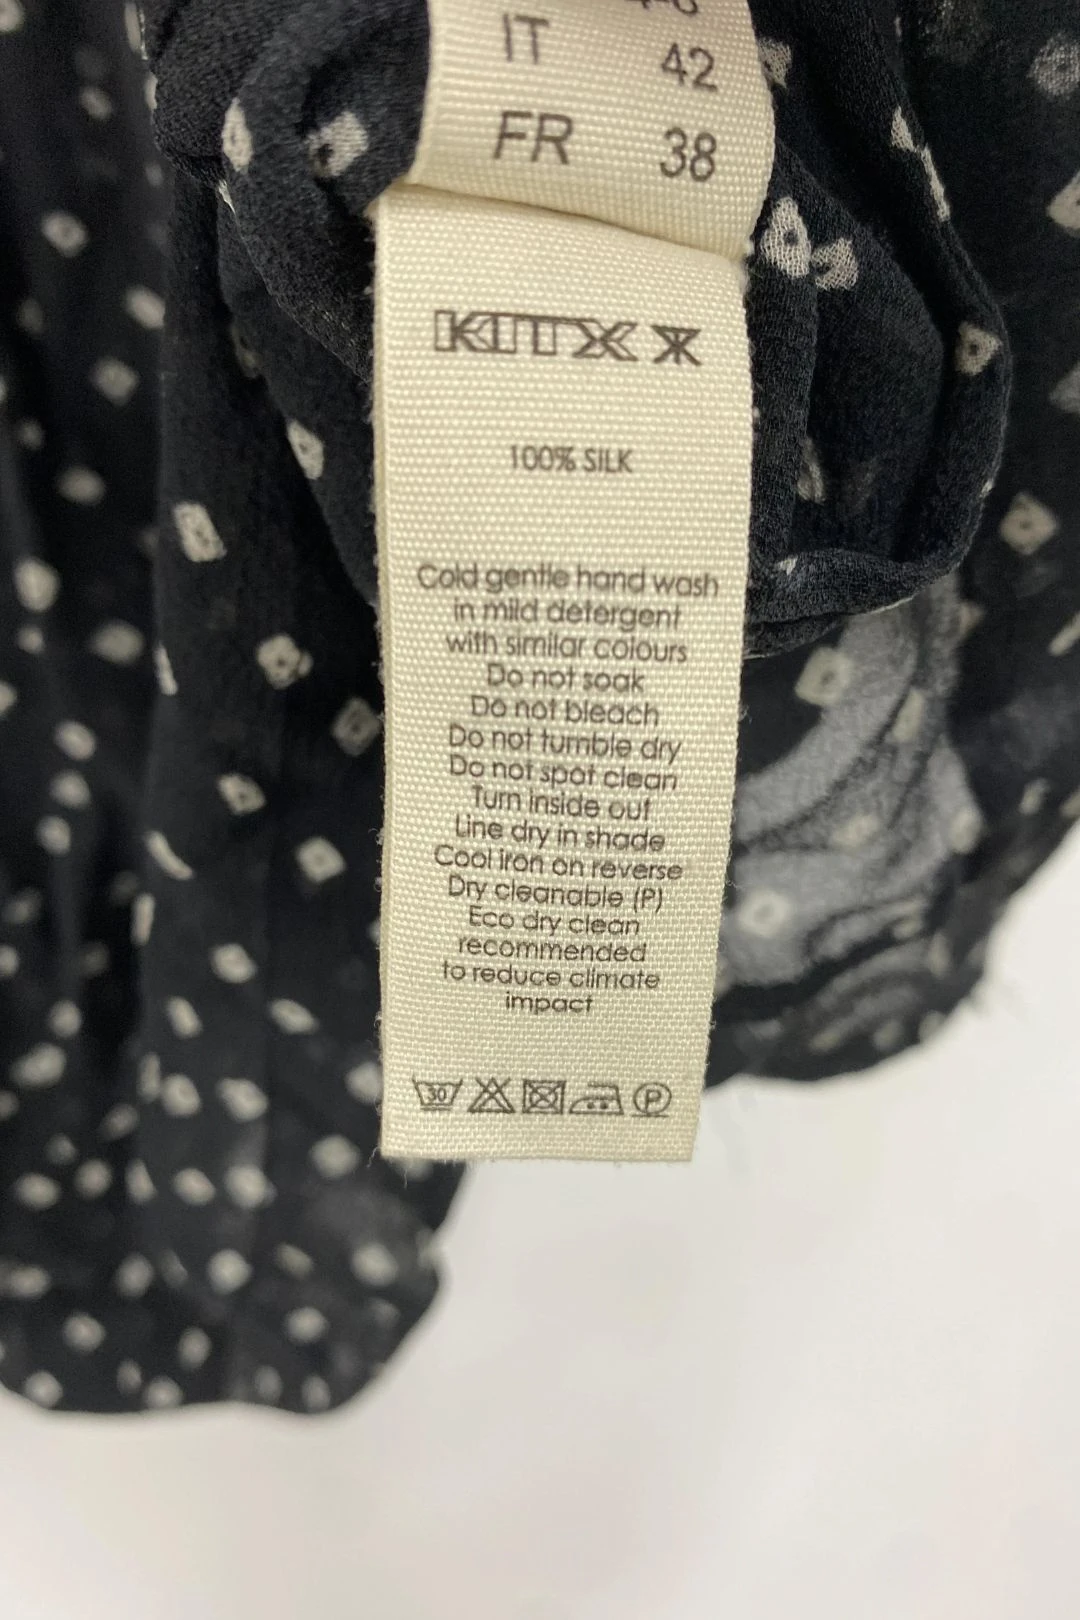 IT 42
FR 38
KITX
100% SILK
Cold gentle hand wash
in mild detergent
with similar colours
Do not soak
Do not bleach
Do not tumble dry
Do not spot clean
Turn inside out
Line dry in shade
Cool iron on reverse
Dry cleanable (P)
Eco dry clean
recommended
to reduce climate
impact
30 P